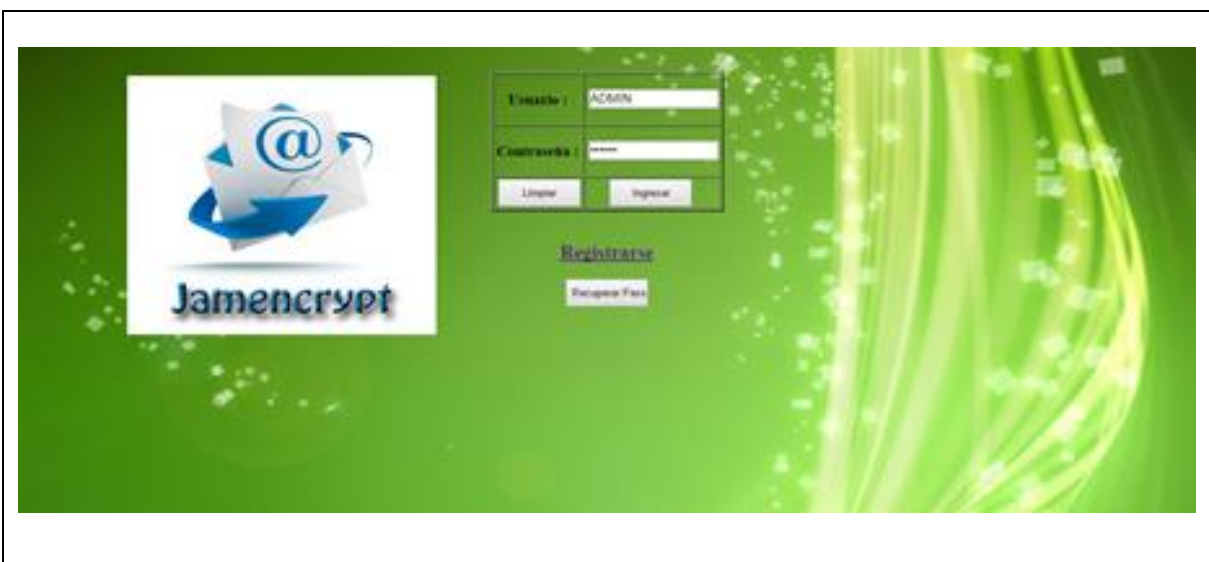 Usuario : ADMIN
Contraseña : ******
Limpiar Ingresar
Registrarse
Recuperar Pass
@
Jamencrypt